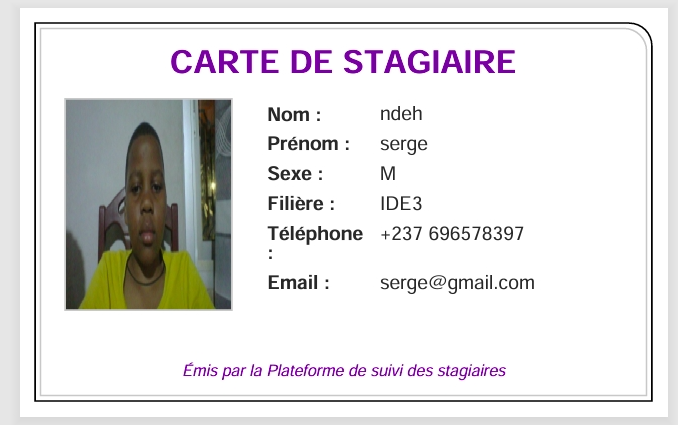 CARTE DE STAGIAIRE
Nom : ndeh
Prénom : serge
Sexe : M
Filière : IDE3
Téléphone : +237 696578397
Email : serge@gmail.com
Émis par la Plateforme de suivi des stagiaires